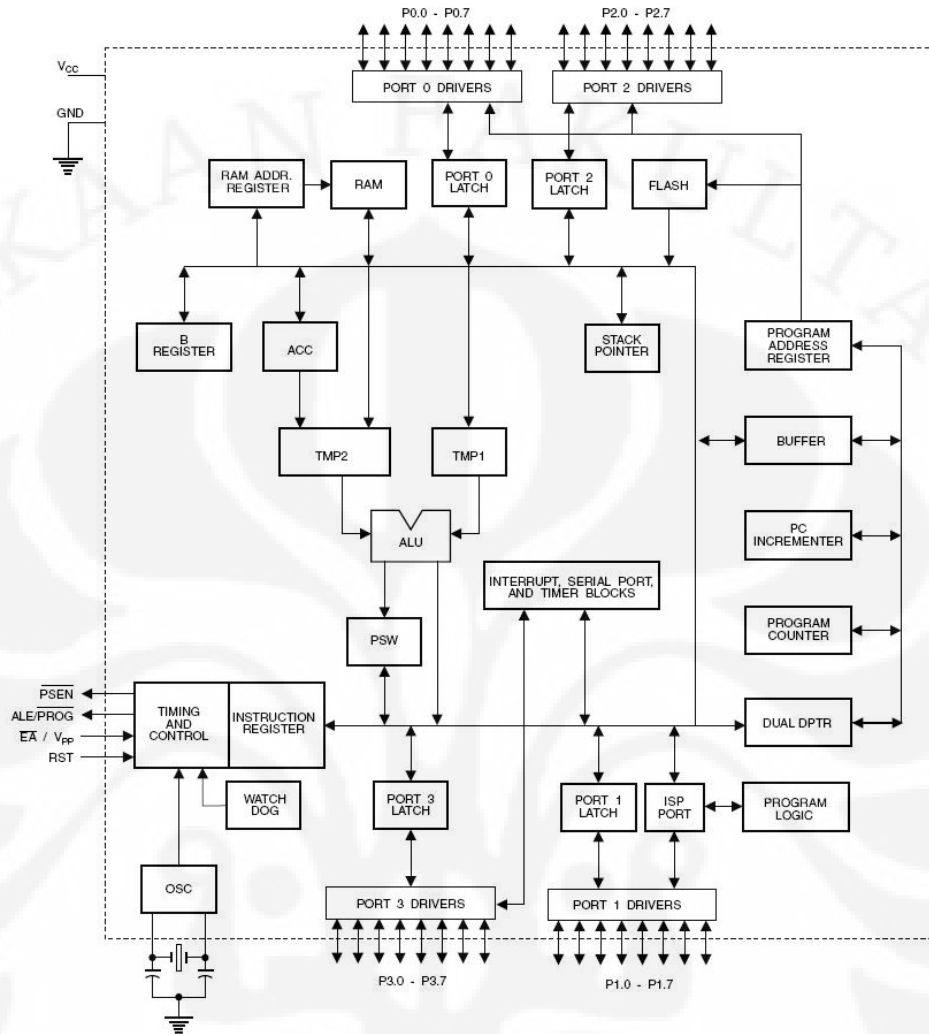 P0.0 - P0.7
P2.0 - P2.7
VCC
PORT 0 DRIVERS
PORT 2 DRIVERS
GND
RAM ADDR.
REGISTER
RAM
PORT 0
LATCH
PORT 2
LATCH
FLASH
B
REGISTER
ACC
STACK
POINTER
PROGRAM
ADDRESS
REGISTER
TMP2
TMP1
BUFFER
ALU
PC
INCREMENTER
INTERRUPT, SERIAL PORT,
AND TIMER BLOCKS
PSW
PROGRAM
COUNTER
PSEN
ALE/PROG
EA / VPP
RST
TIMING
AND
CONTROL
INSTRUCTION
REGISTER
DUAL DPTR
WATCH
DOG
PORT 3
LATCH
PORT 1
LATCH
ISP
PORT
PROGRAM
LOGIC
OSC
PORT 3 DRIVERS
PORT 1 DRIVERS
P3.0 - P3.7
P1.0 - P1.7
KAAN FAKULTA